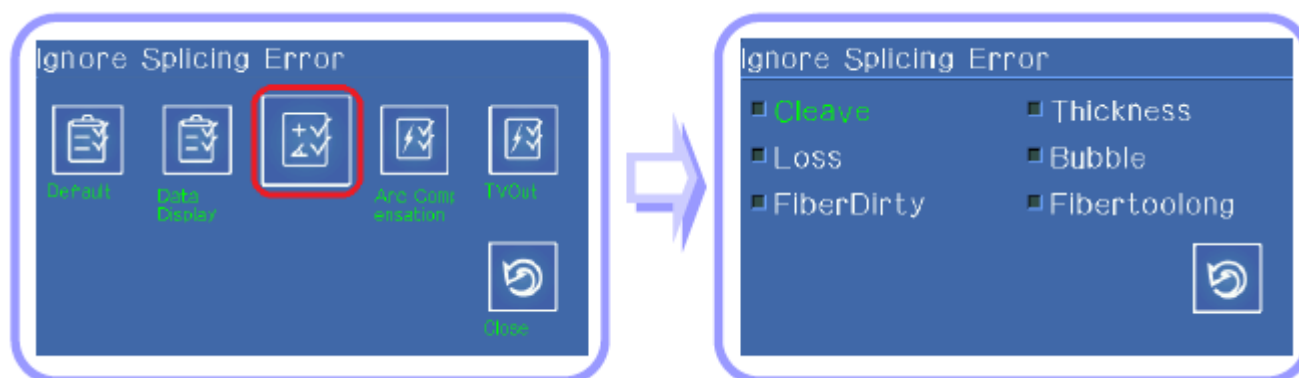 Ignore Splicing Error
Default
Data
Display
Arc Comp
ensation
TVOut
Close
Ignore Splicing Error
Cleave
Thickness
Loss
Bubble
FiberDirty
Fibertoolong